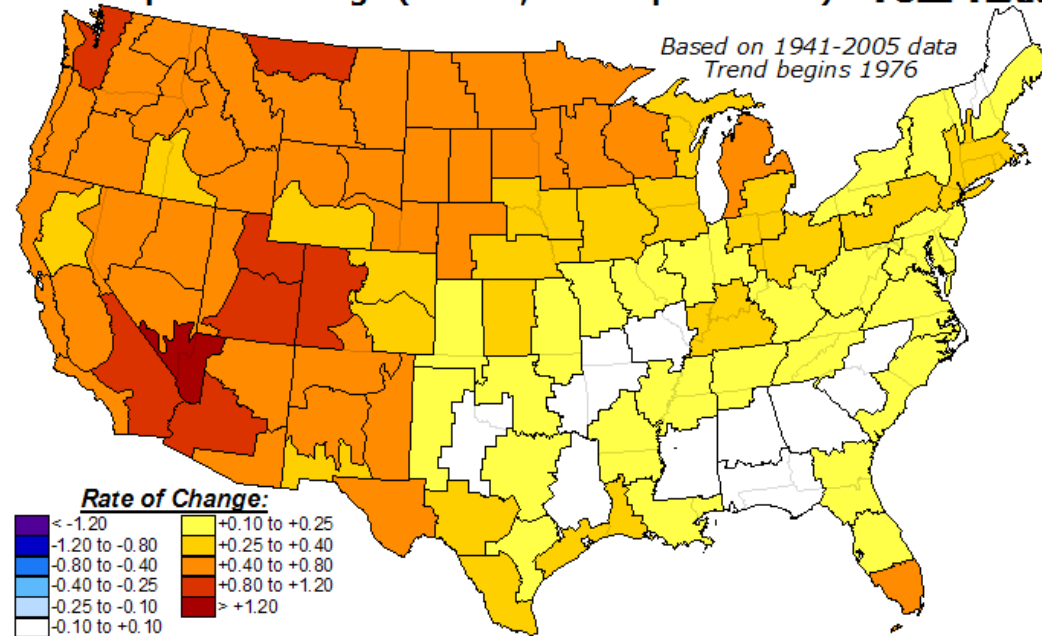 Based on 1941-2005 data
Trend begins 1976
Rate of Change:
< -1.20
-1.20 to -0.80
-0.80 to -0.40
-0.40 to -0.25
-0.25 to -0.10
-0.10 to +0.10
+0.10 to +0.25
+0.25 to +0.40
+0.40 to +0.80
+0.80 to +1.20
> +1.20